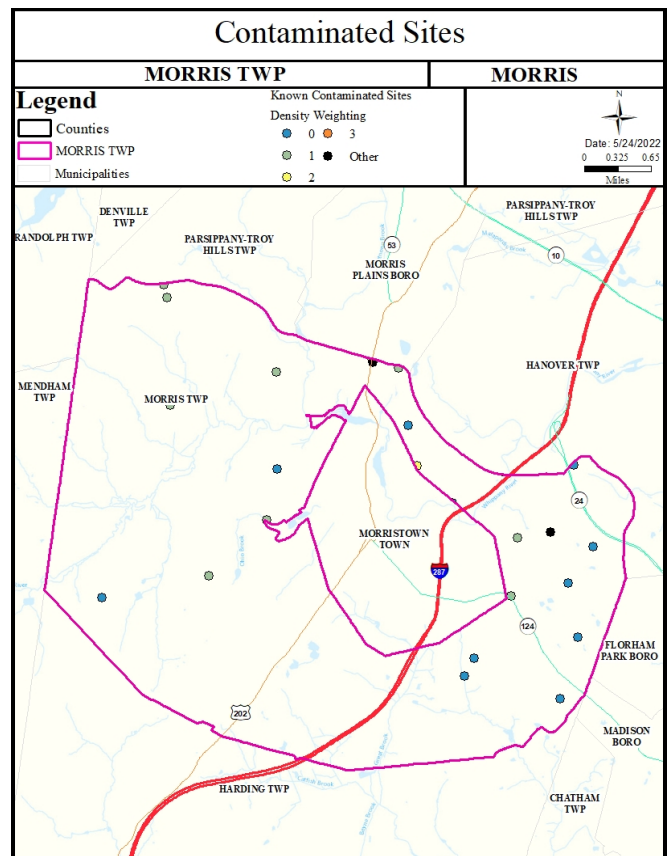 Contaminated Sites
MORRIS TWP
MORRIS
Legend
Counties
MORRIS TWP
Municipalities
Known Contaminated Sites
Density Weighting
0 3
1 Other
2
N
Date: 5/24/2022
0 0.325 0.65
Miles
DENVILLE
TWP
RANDOLPH TWP
PARSIPPANY-TROY
HILLS TWP
53
MORRIS
PLAINS BORO
PARSIPPANY-TROY
HILLS TWP
10
HANOVER TWP
MENDHAM
TWP
MORRIS TWP
Whippany River
24
MORRISTOWN
TOWN
287
124
FLORHAM
PARK BORO
202
MADISON
BORO
HARDING TWP
CHATHAM
TWP